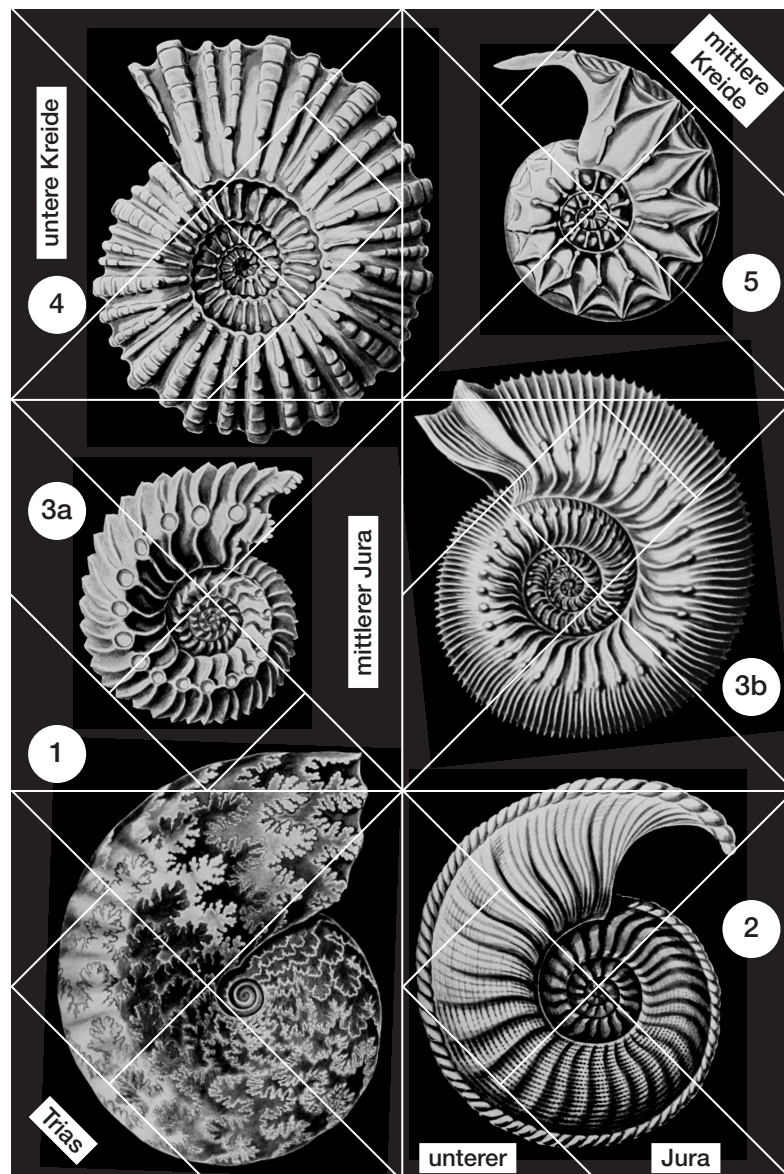 untere Kreide
4
mittlere
Kreide
5
3a
mittlerer Jura
3b
1
Trias
2
unterer Jura